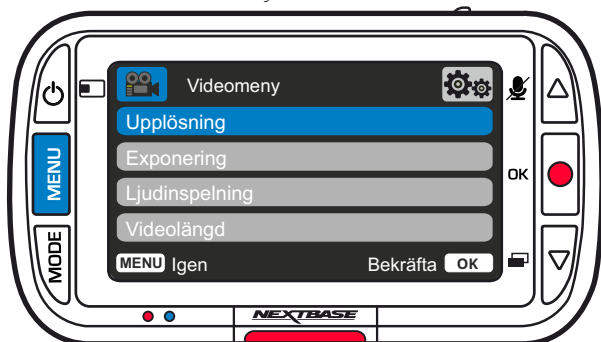 Videomeny
Upplösning
Exponering
Ljudinspelning
Videolängd
MENU Igen
Bekräfta OK
MENU
MODE
OK
NEXTBASE